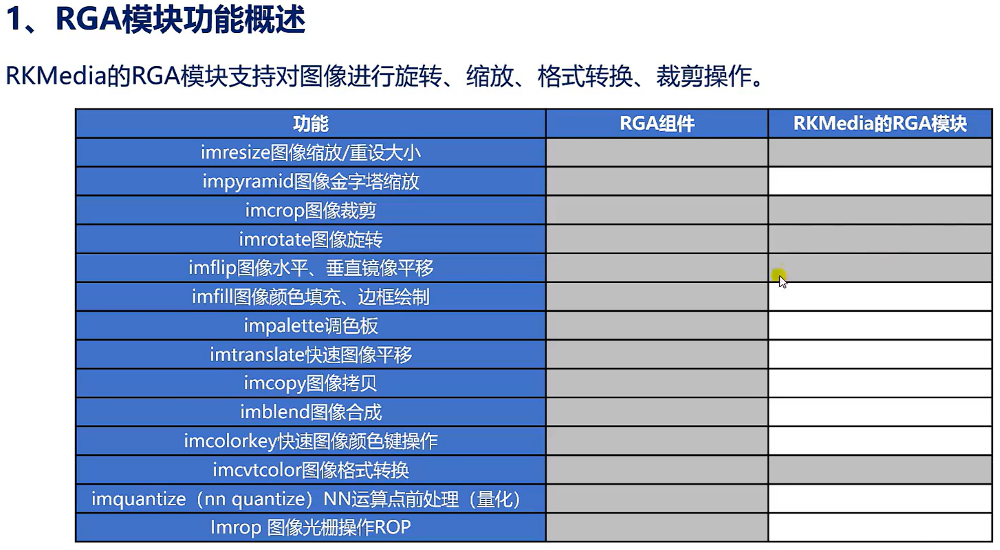 1、RGA模块功能概述
RKMedia的RGA模块支持对图像进行旋转、缩放、格式转换、裁剪操作。
功能 RGA组件 RKMedia的RGA模块
imresize图像缩放/重设大小
impyramid图像金字塔缩放
imcrop图像裁剪
imrotate图像旋转
imflip图像水平、垂直镜像平移
imfill图像颜色填充、边框绘制
impalette调色板
imtranslate快速图像平移
imcopy图像拷贝
imblend图像合成
imcolorkey快速图像颜色键操作
imcvtcolor图像格式转换
imquantize（nn quantize）NN运算点前处理（量化）
Imrop 图像光栅操作ROP